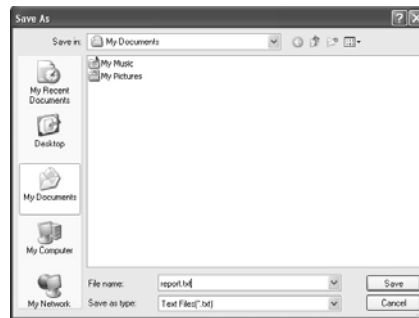 Save As
Save in:
My Documents
My Recent
Documents
Desktop
My Documents
My Computer
My Network
My Music
My Pictures
File name:
report.txt
Save
Save as type:
Text Files(*.txt)
Cancel